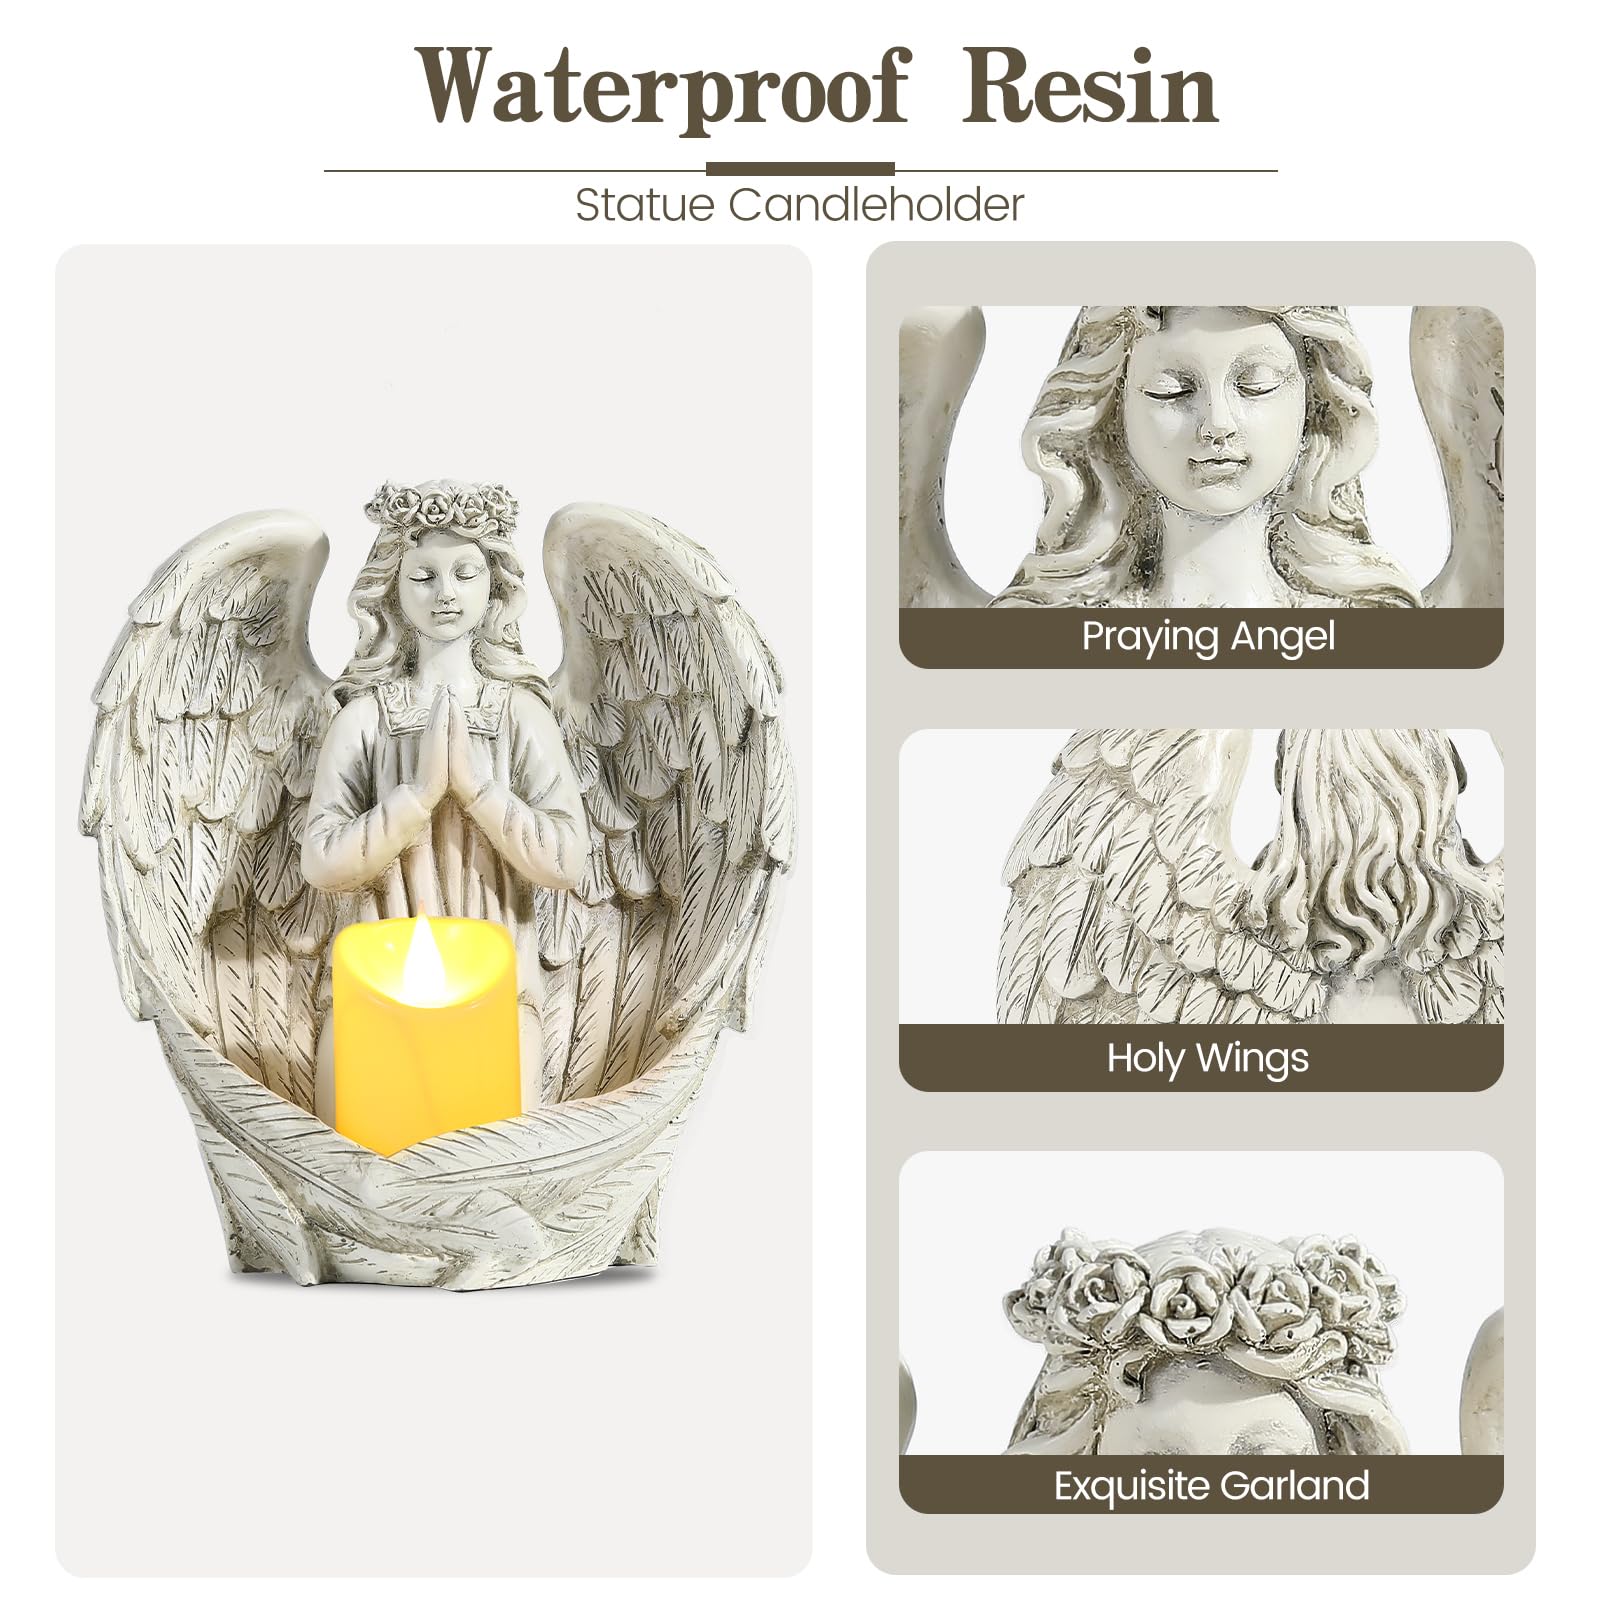 Waterproof Resin
Statue Candleholder
Praying Angel
Holy Wings
Exquisite Garland